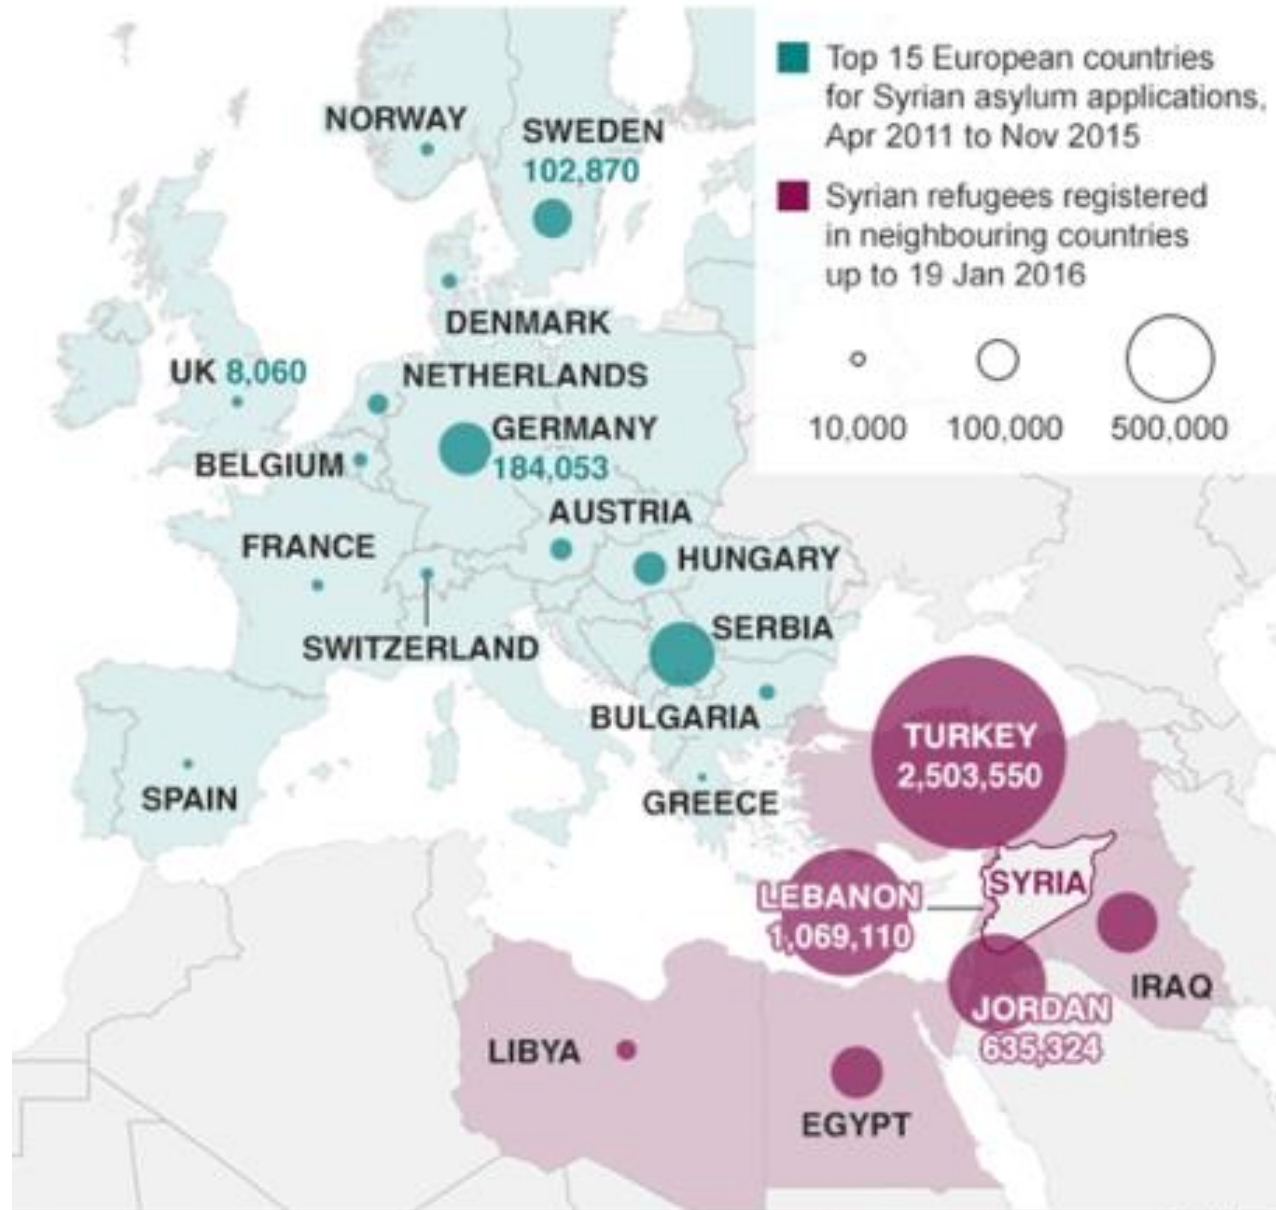 Top 15 European countries
for Syrian asylum applications,
Apr 2011 to Nov 2015
Syrian refugees registered
in neighbouring countries
up to 19 Jan 2016
10,000 100,000 500,000
NORWAY
SWEDEN
102,870
DENMARK
UK 8,060
NETHERLANDS
GERMANY
184,053
BELGIUM
AUSTRIA
FRANCE
HUNGARY
SWITZERLAND
SERBIA
BULGARIA
SPAIN
GREECE
TURKEY
2,503,550
SYRIA
LEBANON
1,069,110
IRAQ
JORDAN
635,324
LIBYA
EGYPT